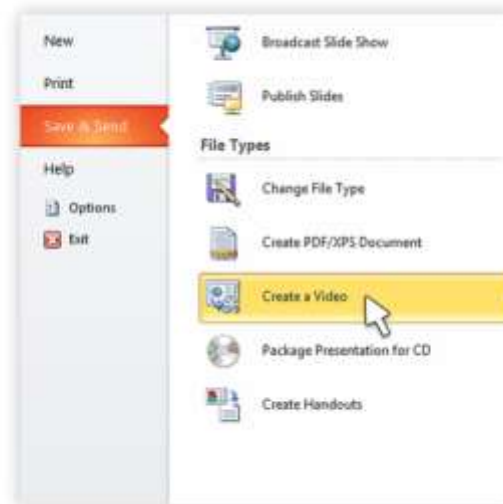 New
Print
Save & Send
Help
Options
Exit
Broadcast Slide Show
Publish Slides
File Types
Change File Type
Create PDF/XPS Document
Create a Video
Package Presentation for CD
Create Handouts